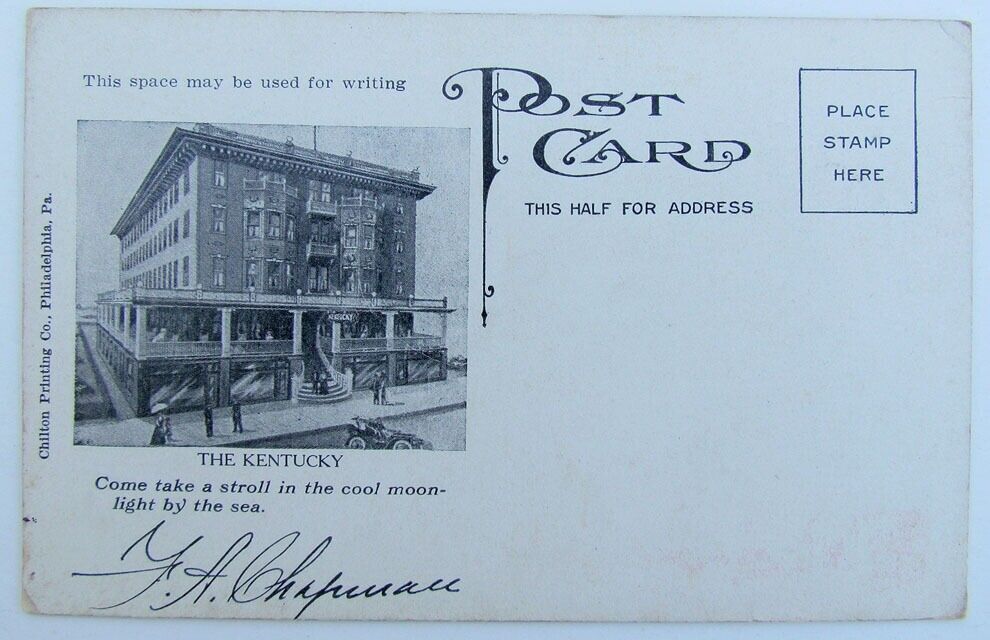 This space may be used for writing
POST
CARD
THIS HALF FOR ADDRESS
PLACE
STAMP
HERE
Chilton Printing Co., Philadelphia, Pa.
KENTUCKY
THE KENTUCKY
Come take a stroll in the cool moon-
light by the sea.
F. A. Chapman